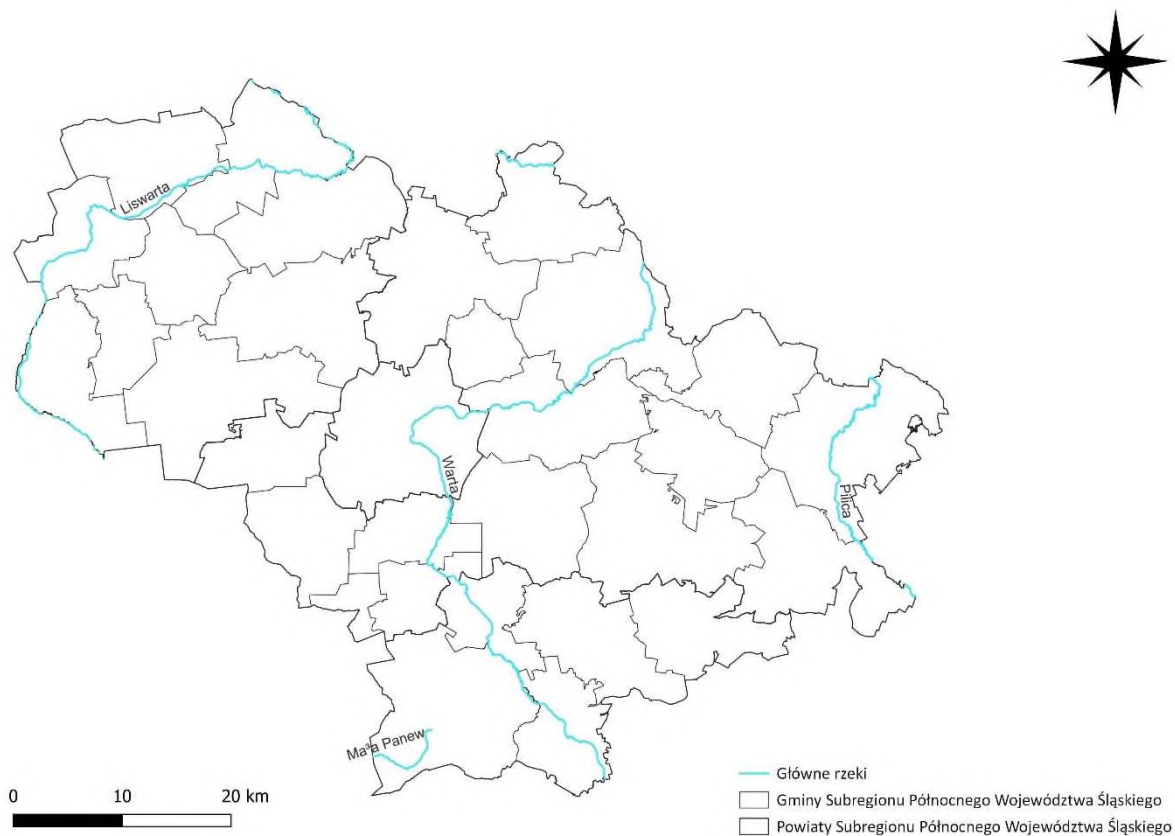 Liswarta
Warta
Pilica
Ma³a Panew
0 10 20 km
Główne rzeki
Gminy Subregionu Północnego Województwa Śląskiego
Powiaty Subregionu Północnego Województwa Śląskiego